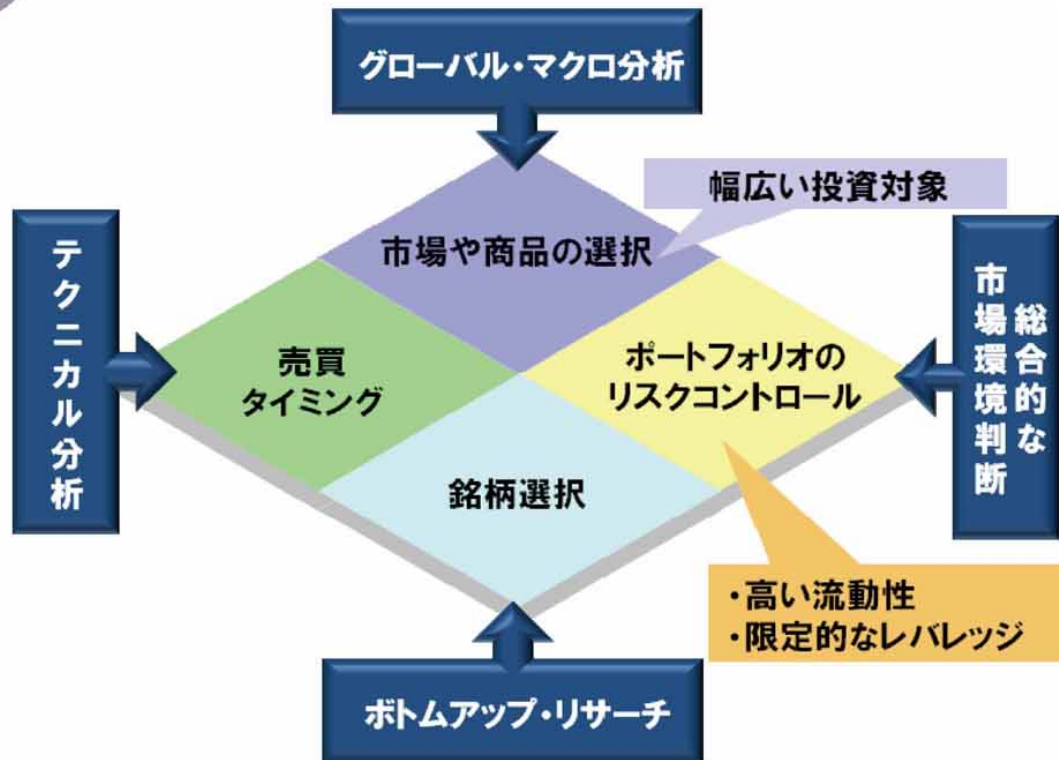 グローバル・マクロ分析
幅広い投資対象
市場や商品の選択
テクニカル分析
売買
タイミング
ポートフォリオの
リスクコントロール
総合的な
市場環境判断
銘柄選択
・高い流動性
・限定的なレバレッジ
ボトムアップ・リサーチ